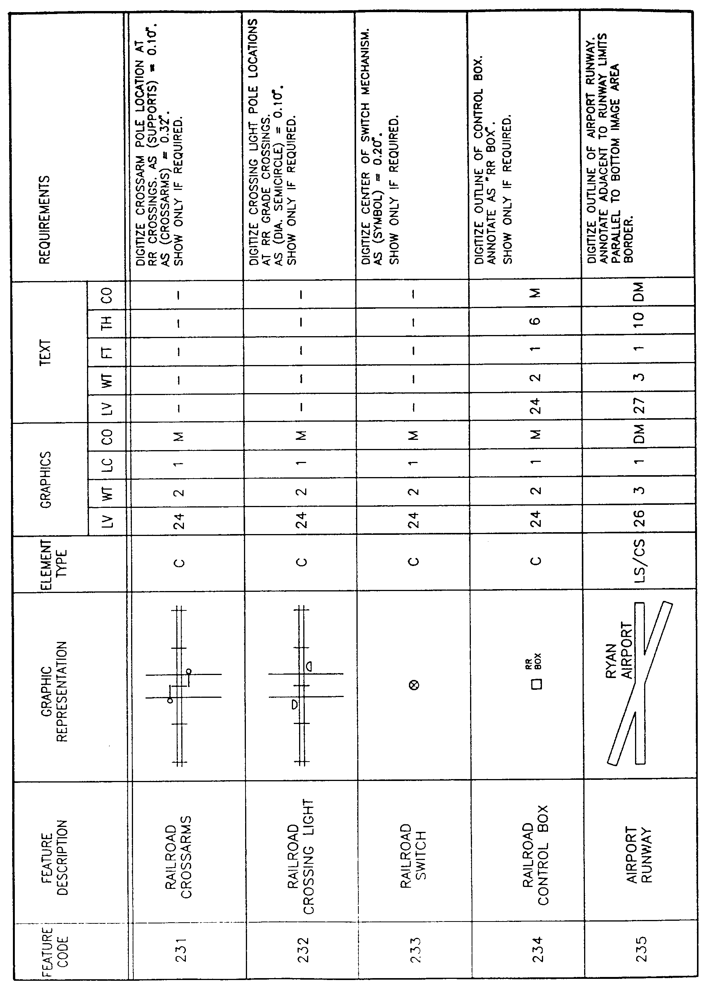 FEATURE CODE
FEATURE DESCRIPTION
GRAPHIC REPRESENTATION
ELEMENT TYPE
GRAPHICS
TEXT
REQUIREMENTS
LV WT LC CO LV WT FT TH CO
231
RAILROAD
CROSSARMS
C 24 2 1 M – – – – –
DIGITIZE CROSSARM POLE LOCATION AT
RR CROSSINGS. AS (SUPPORTS) = 0.10".
AS (CROSSARMS) = 0.32".
SHOW ONLY IF REQUIRED.
232
RAILROAD
CROSSING LIGHT
C 24 2 1 M – – – – –
DIGITIZE CROSSING LIGHT POLE LOCATIONS
AT RR GRADE CROSSINGS.
AS (DIA. SEMICIRCLE) = 0.10".
SHOW ONLY IF REQUIRED.
233
RAILROAD
SWITCH
C 24 2 1 M – – – – –
DIGITIZE CENTER OF SWITCH MECHANISM.
AS (SYMBOL) = 0.20".
SHOW ONLY IF REQUIRED.
234
RAILROAD
CONTROL BOX
RR
BOX
C 24 2 1 M 24 2 1 6 M
DIGITIZE OUTLINE OF CONTROL BOX.
ANNOTATE AS "RR BOX".
SHOW ONLY IF REQUIRED.
235
AIRPORT
RUNWAY
RYAN
AIRPORT
LS/CS 26 3 1 DM 27 3 1 10 DM
DIGITIZE OUTLINE OF AIRPORT RUNWAY.
ANNOTATE ADJACENT TO RUNWAY LIMITS
PARALLEL TO BOTTOM IMAGE AREA
BORDER.